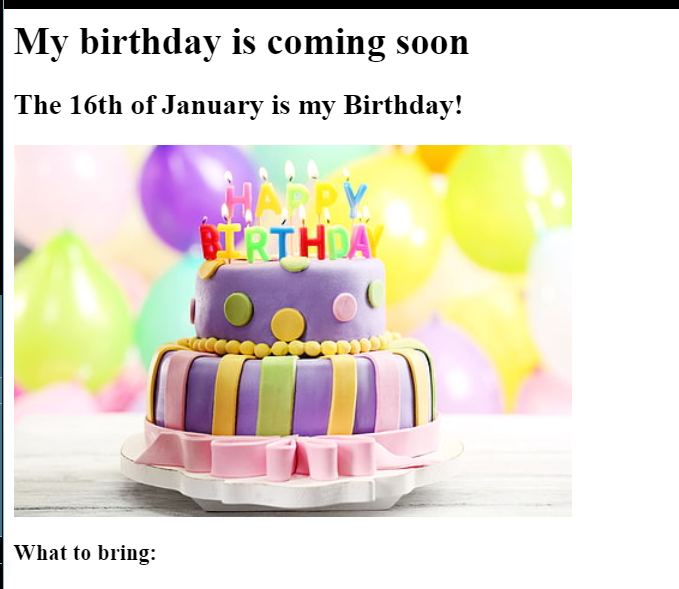 My birthday is coming soon
The 16th of January is my Birthday!
HAPPY
BIRTHDAY
What to bring: